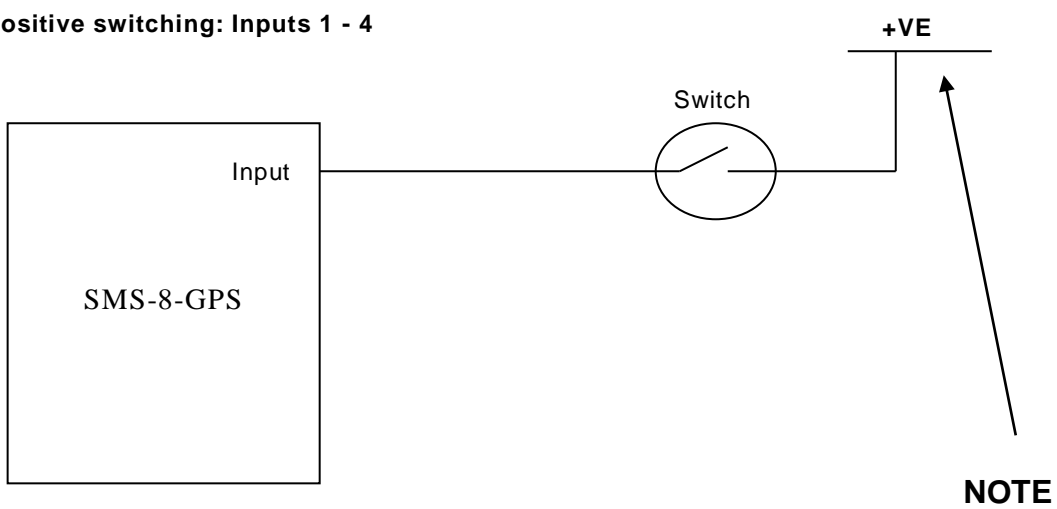 ositive switching: Inputs 1 - 4
+VE
Switch
Input
SMS-8-GPS
NOTE